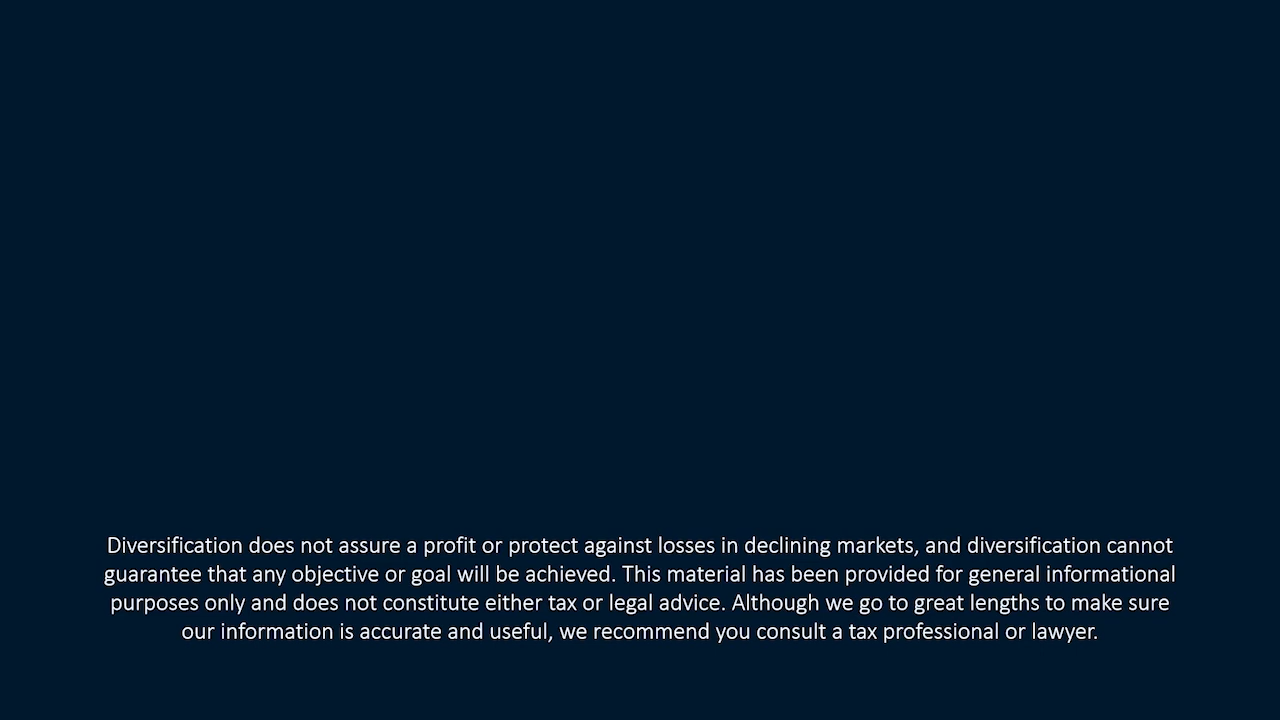 Diversification does not assure a profit or protect against losses in declining markets, and diversification cannot
guarantee that any objective or goal will be achieved. This material has been provided for general informational
purposes only and does not constitute either tax or legal advice. Although we go to great lengths to make sure
our information is accurate and useful, we recommend you consult a tax professional or lawyer.